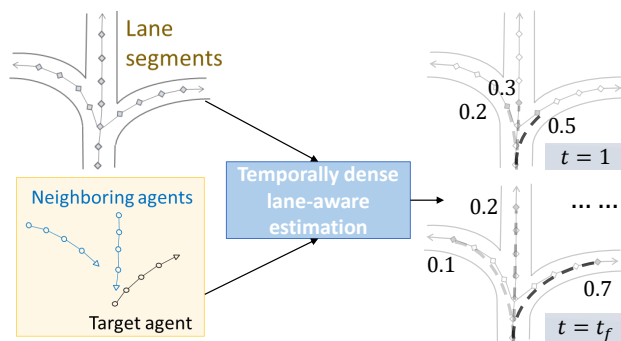 Lane
segments
Neighboring agents
Target agent
Temporally dense
lane-aware
estimation
0.3
0.2
0.5
t = 1
0.2
... ...
0.1
0.7
t = t_f